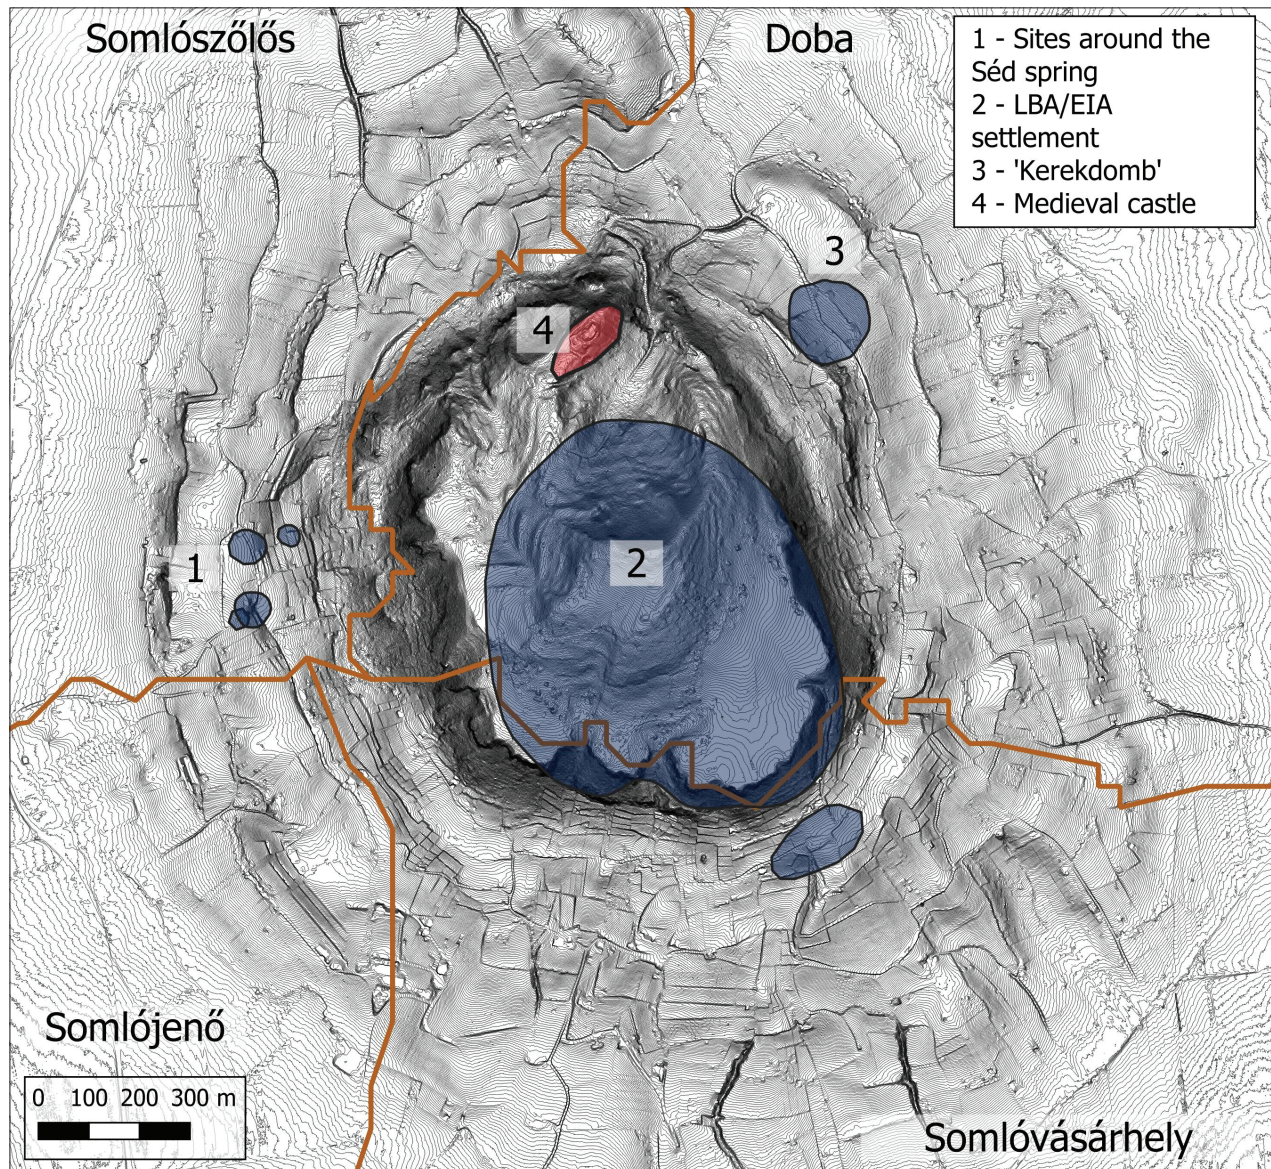 Somlószőlős
Doba
1 - Sites around the
Séd spring
2 - LBA/EIA
settlement
3 - 'Kerekdomb'
4 - Medieval castle
3
4
2
1
Somlójenő
0 100 200 300 m
Somlóvásárhely